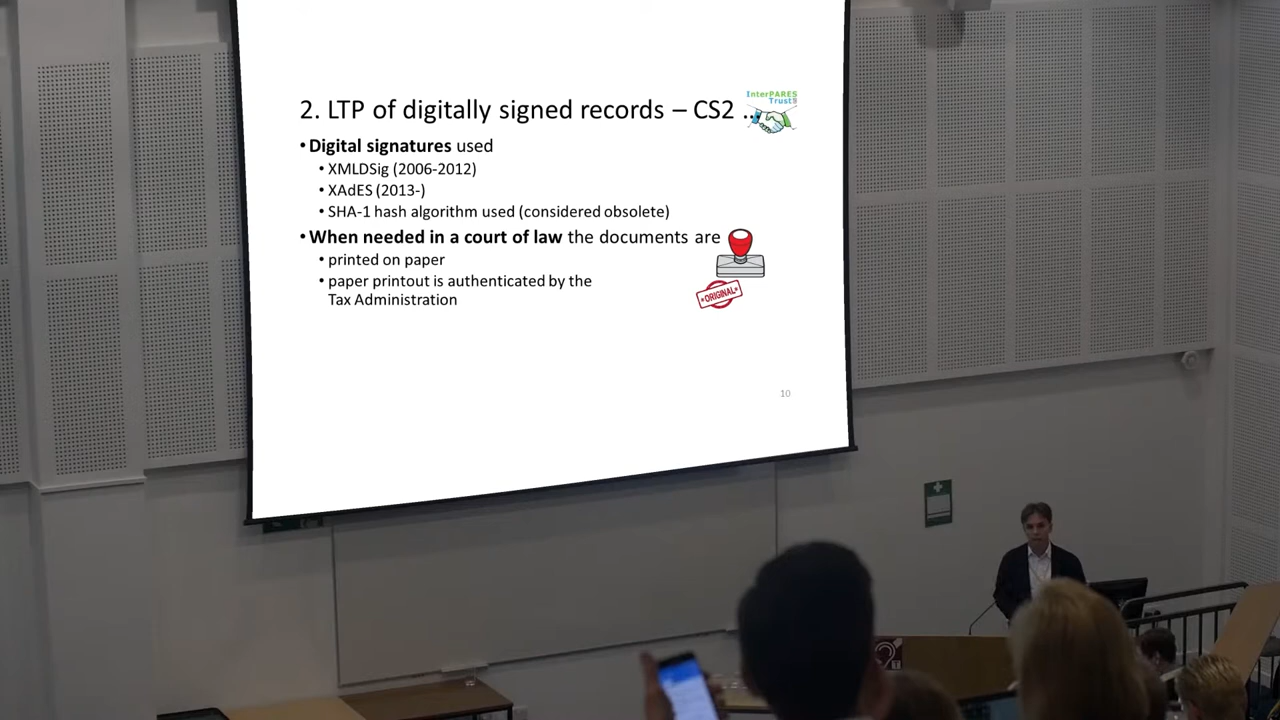 2. LTP of digitally signed records – CS2 ...
InterPARES
Trust
• Digital signatures used
• XMLDSig (2006-2012)
• XAdES (2013-)
• SHA-1 hash algorithm used (considered obsolete)
• When needed in a court of law the documents are
• printed on paper
• paper printout is authenticated by the
Tax Administration
ORIGINAL
10
T